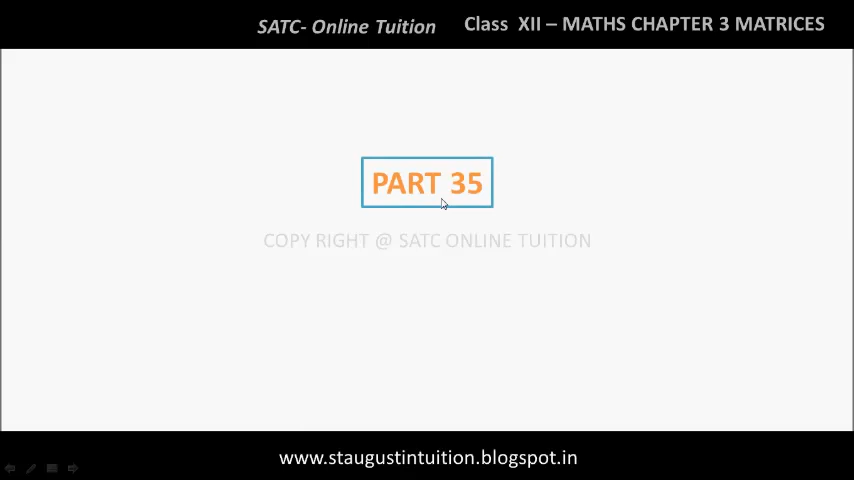 SATC- Online Tuition Class XII – MATHS CHAPTER 3 MATRICES
PART 35
COPY RIGHT @ SATC ONLINE TUITION
www.staugustintuition.blogspot.in